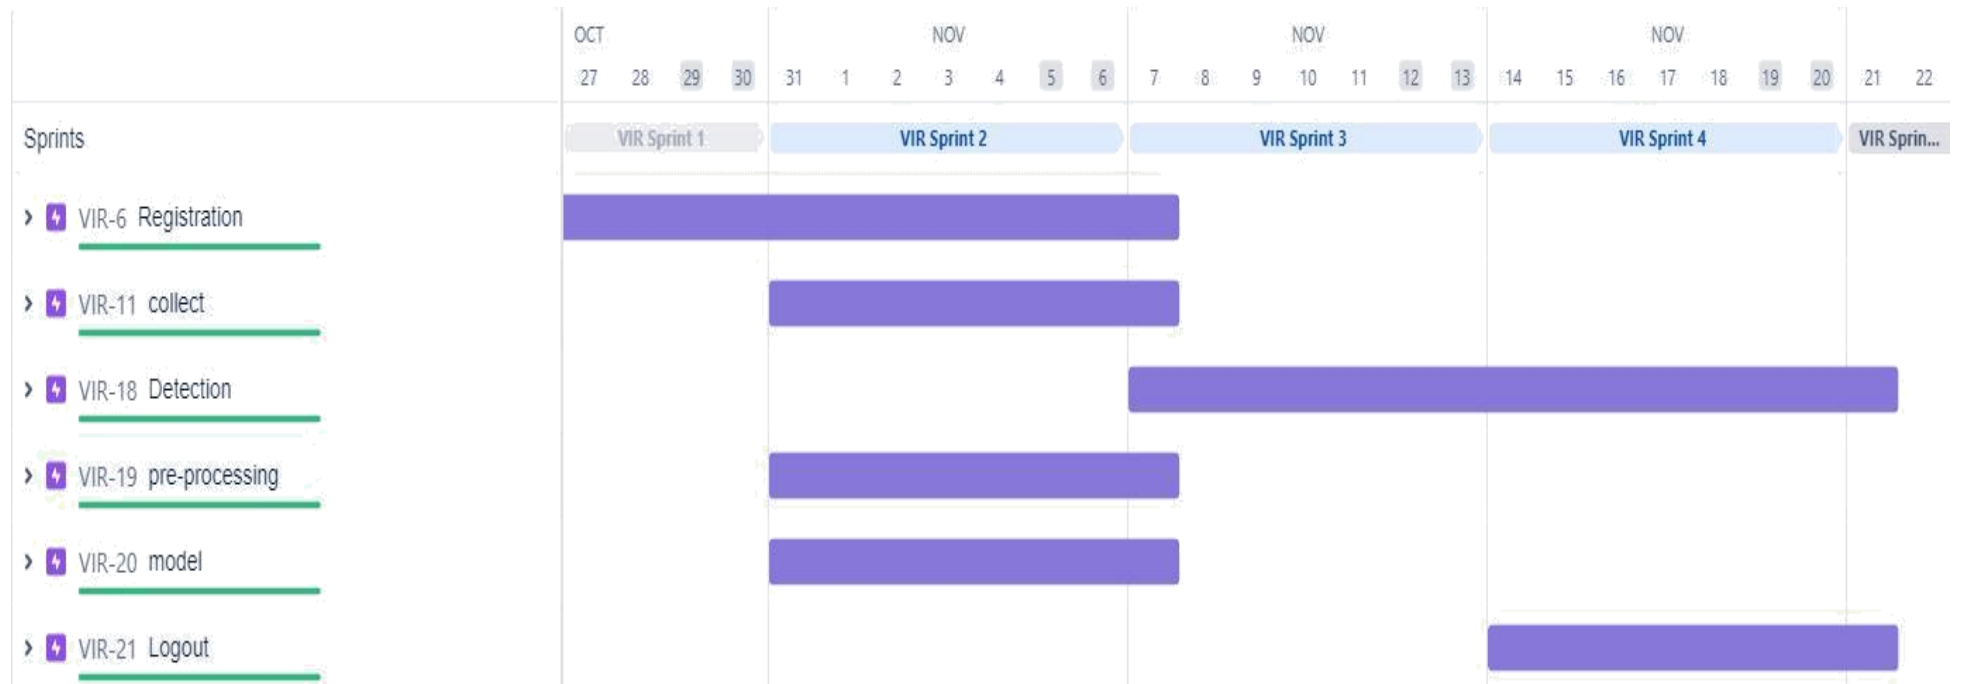 OCT NOV NOV NOV
27 28 29 30 31 1 2 3 4 5 6 7 8 9 10 11 12 13 14 15 16 17 18 19 20 21 22
Sprints VIR Sprint 1 VIR Sprint 2 VIR Sprint 3 VIR Sprint 4 VIR Sprin...
VIR-6 Registration
VIR-11 collect
VIR-18 Detection
VIR-19 pre-processing
VIR-20 model
VIR-21 Logout